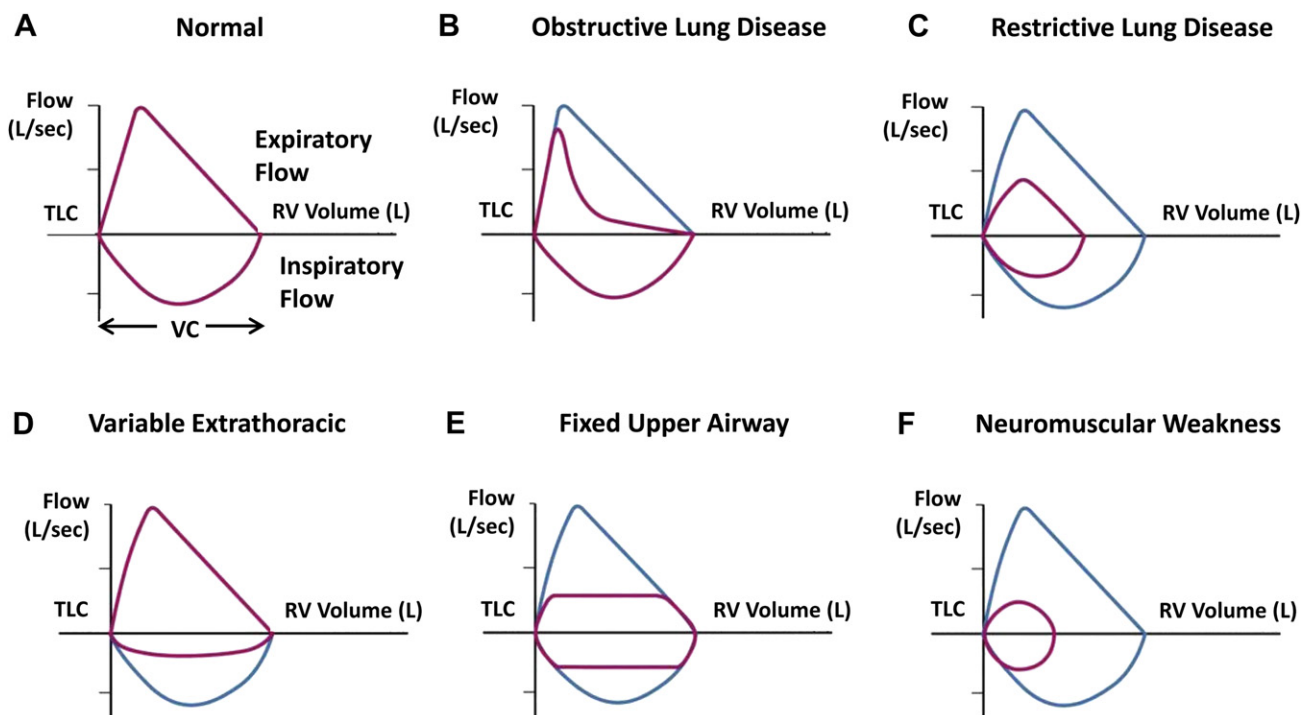 A Normal
Flow
(L/sec)
Expiratory
Flow
TLC
RV Volume (L)
Inspiratory
Flow
VC
B Obstructive Lung Disease
Flow
(L/sec)
TLC
RV Volume (L)
C Restrictive Lung Disease
Flow
(L/sec)
TLC
RV Volume (L)
D Variable Extrathoracic
Flow
(L/sec)
TLC
RV Volume (L)
E Fixed Upper Airway
Flow
(L/sec)
TLC
RV Volume (L)
F Neuromuscular Weakness
Flow
(L/sec)
TLC
RV Volume (L)